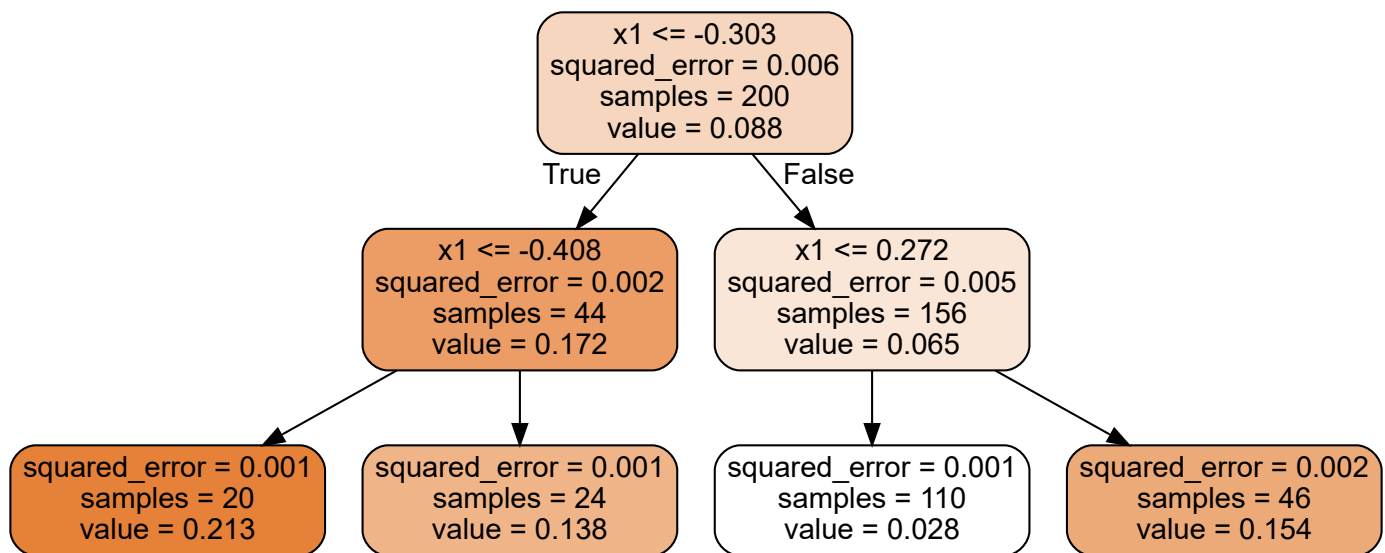 x1 <= -0.303
squared_error = 0.006
samples = 200
value = 0.088
True
False
x1 <= -0.408
squared_error = 0.002
samples = 44
value = 0.172
x1 <= 0.272
squared_error = 0.005
samples = 156
value = 0.065
squared_error = 0.001
samples = 20
value = 0.213
squared_error = 0.001
samples = 24
value = 0.138
squared_error = 0.001
samples = 110
value = 0.028
squared_error = 0.002
samples = 46
value = 0.154